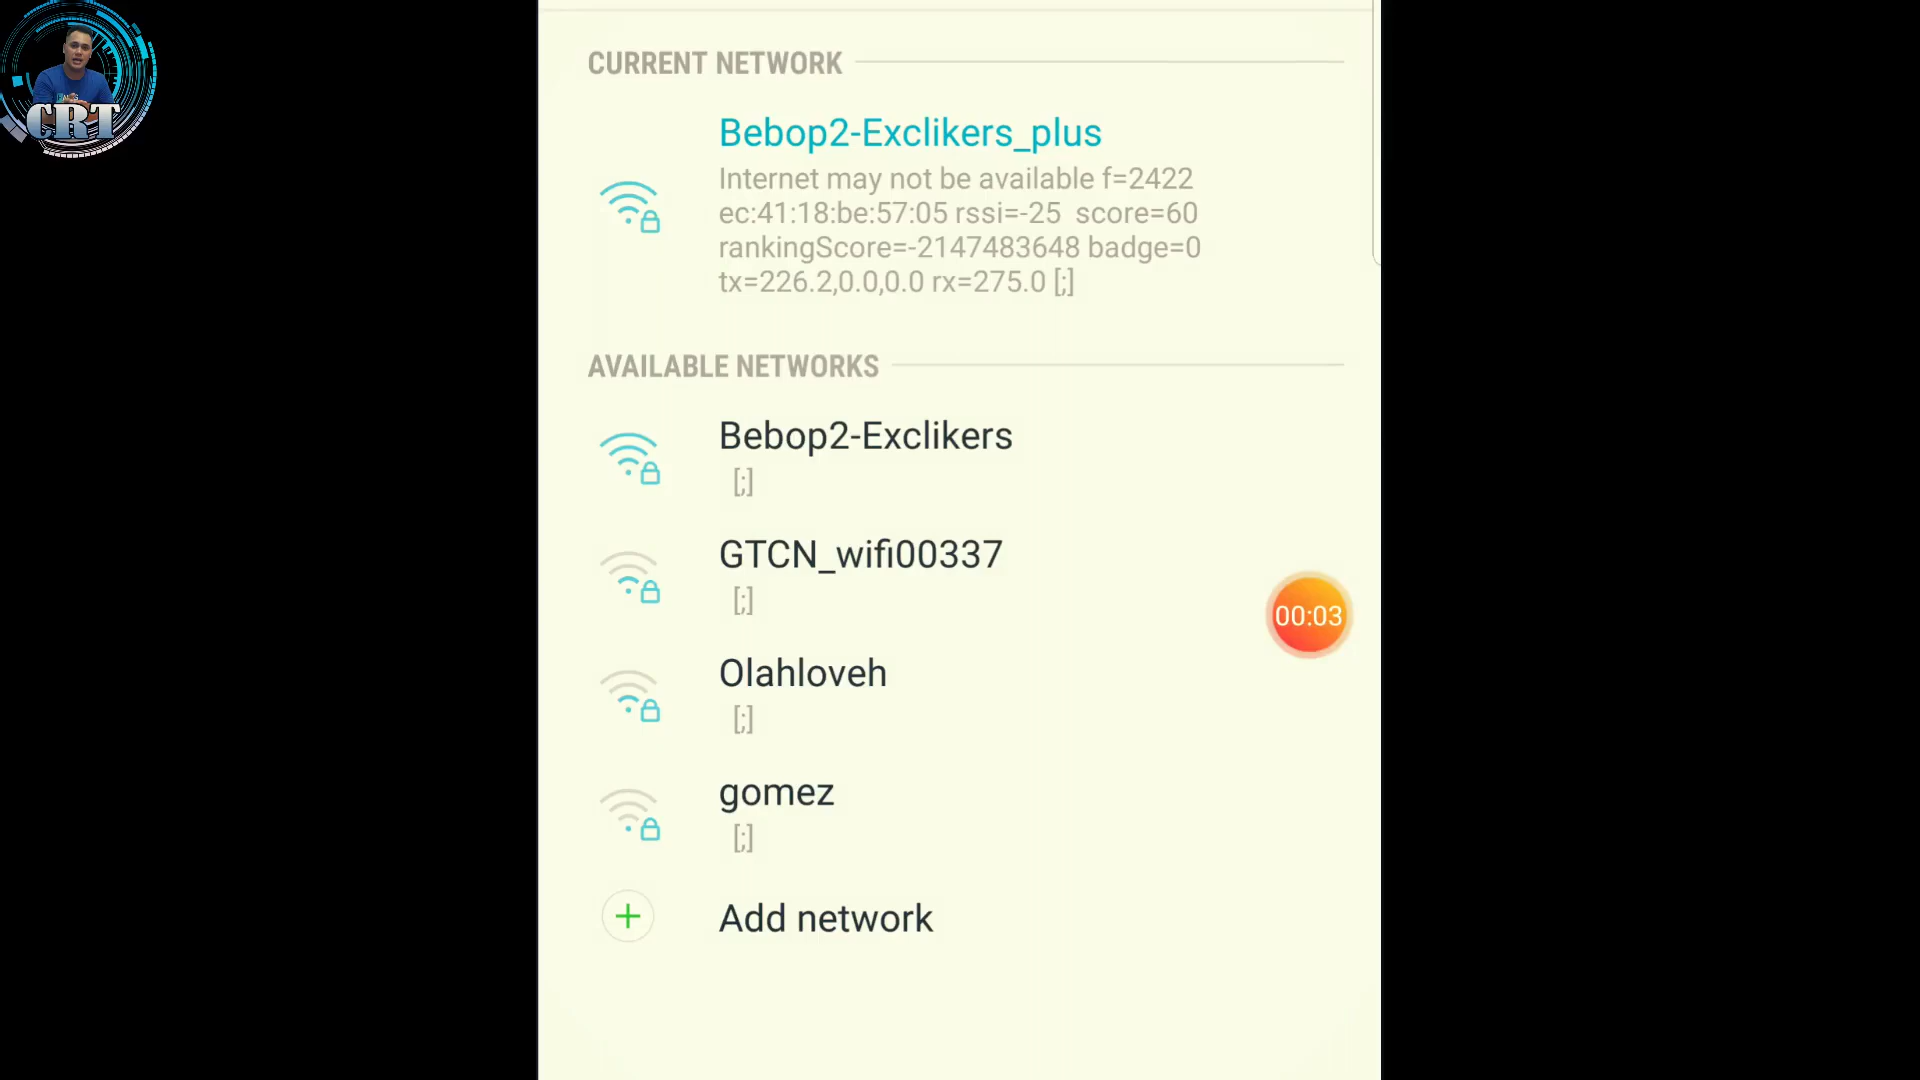 CRT
CURRENT NETWORK
Bebop2-Exclikers_plus
Internet may not be available f=2422
ec:41:18:be:57:05 rssi=-25  score=60
rankingScore=-2147483648 badge=0
tx=226.2,0.0,0.0 rx=275.0 [;]
AVAILABLE NETWORKS
Bebop2-Exclikers
[;]
GTCN_wifi00337
[;]
00:03
Olahloveh
[;]
gomez
[;]
Add network